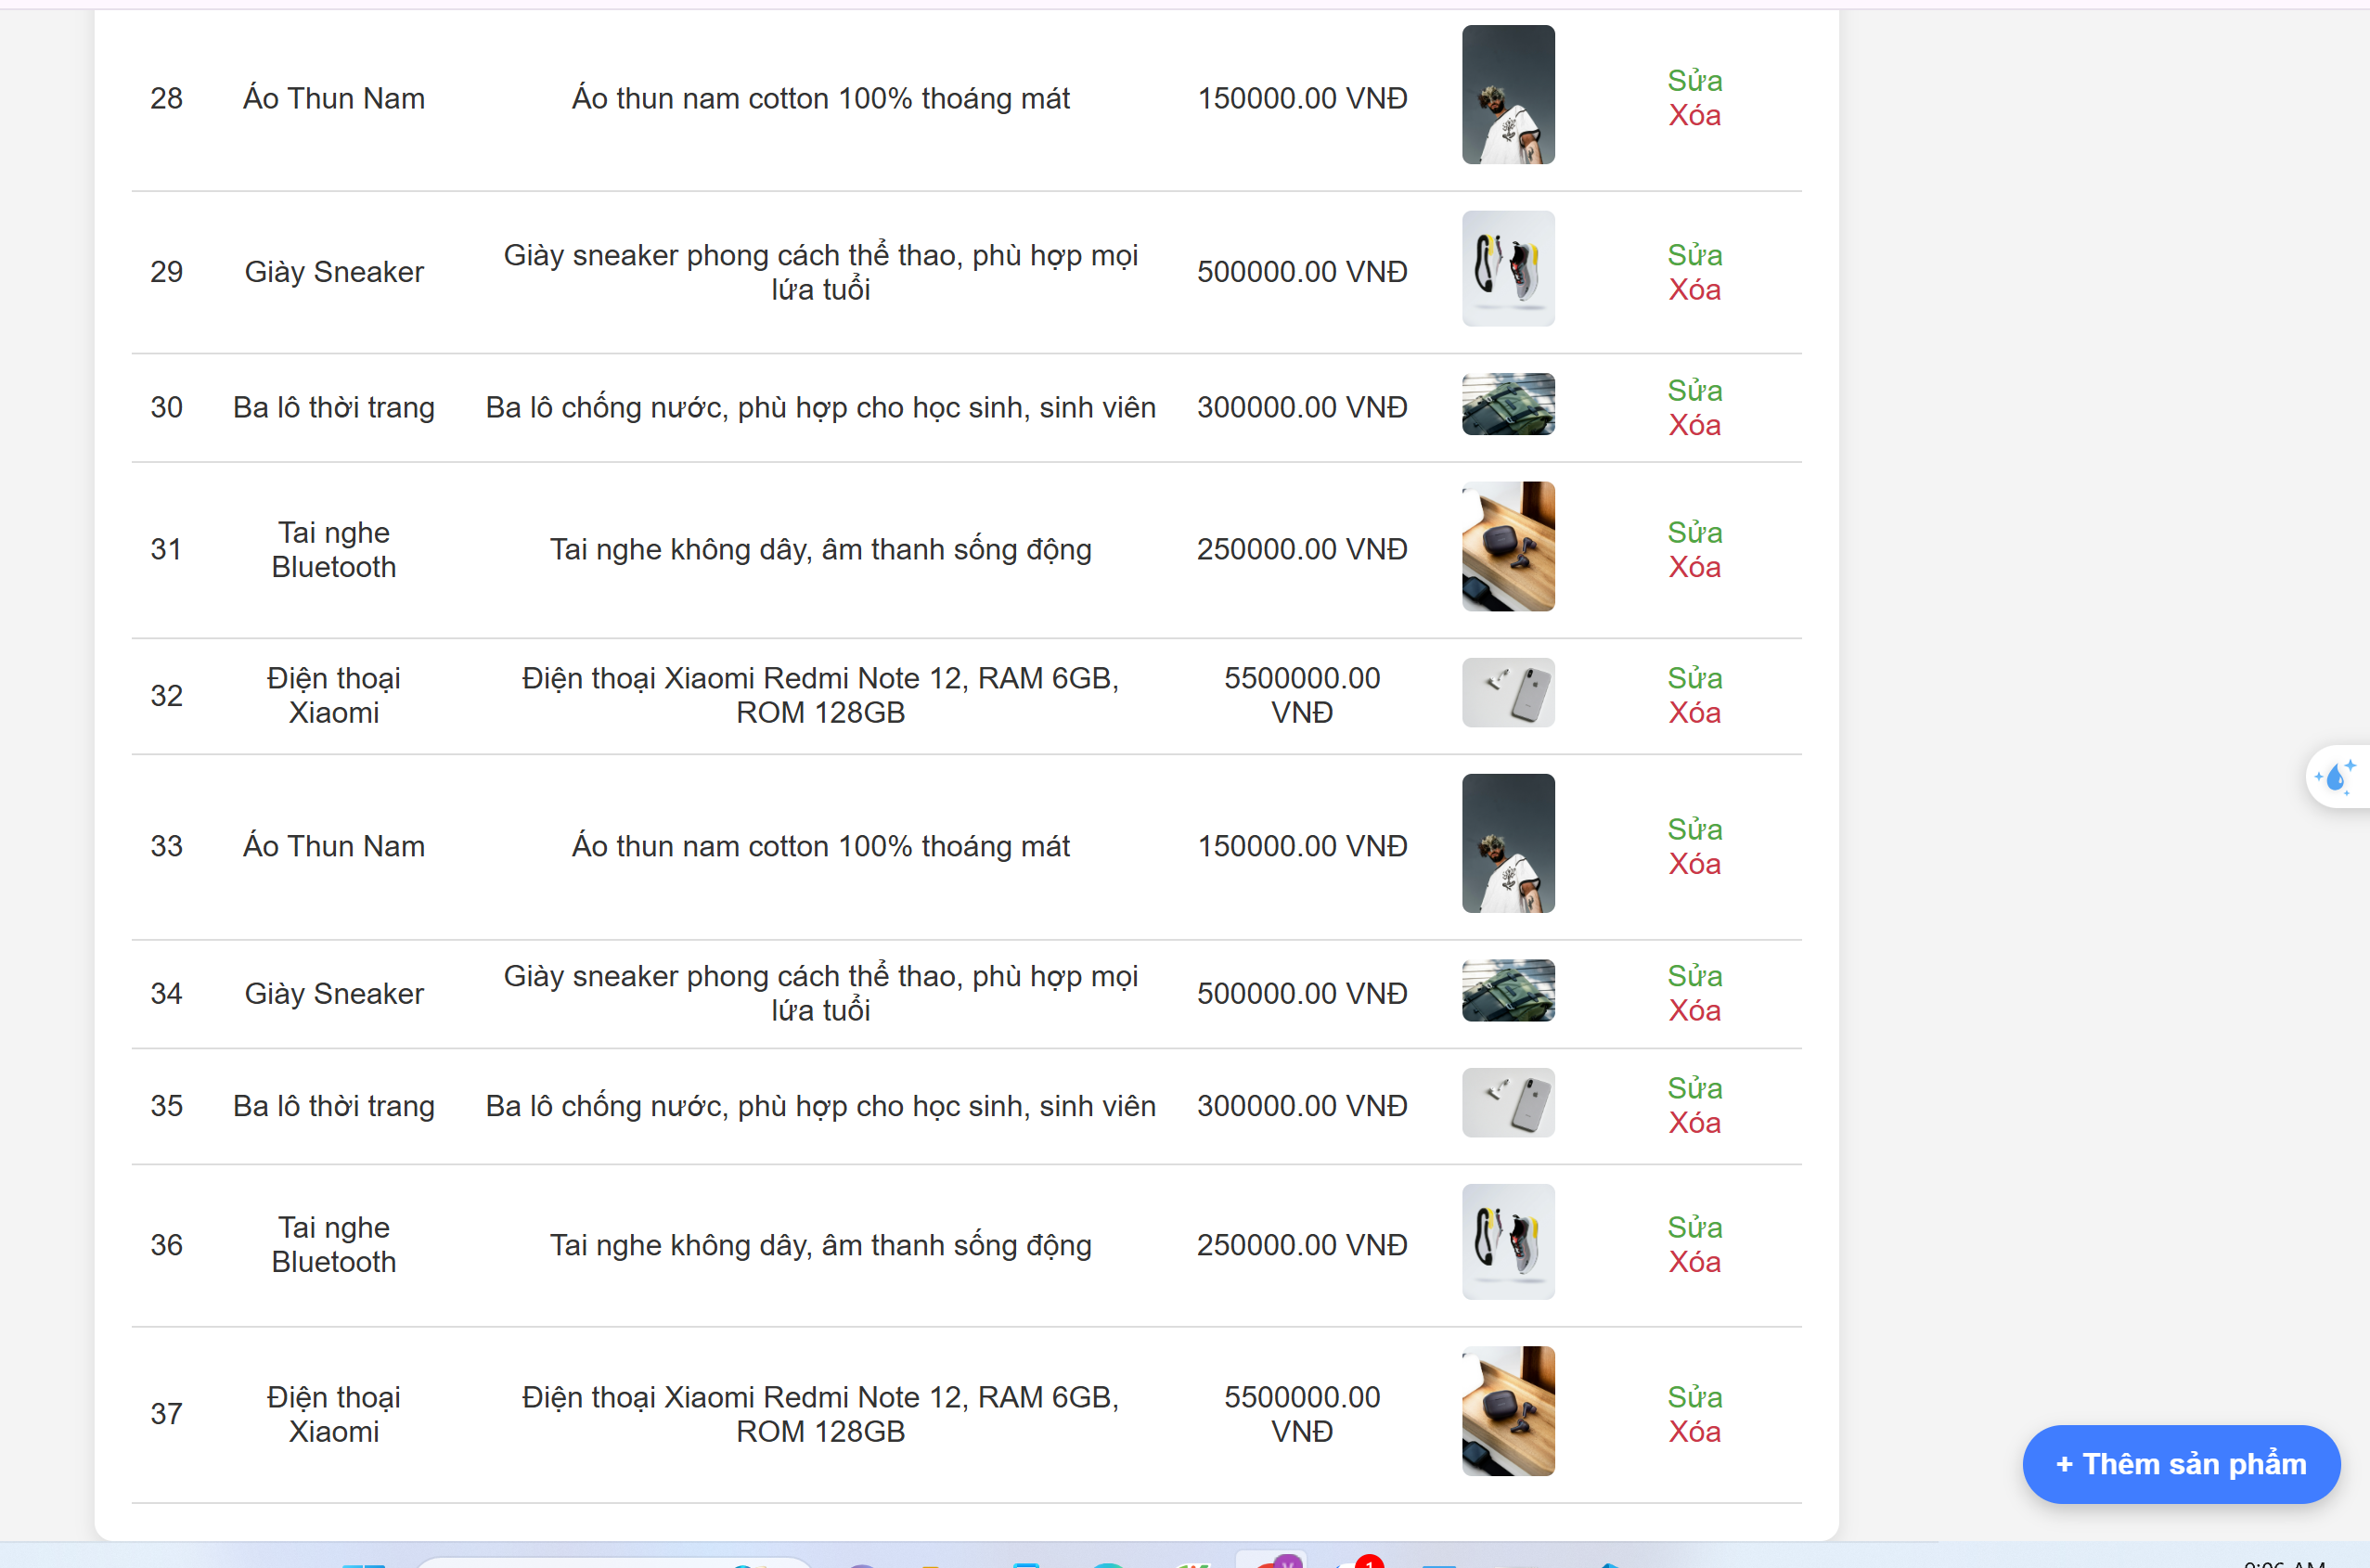 28 Áo Thun Nam Áo thun nam cotton 100% thoáng mát 150000.00 VNĐ Sửa
Xóa
29 Giày Sneaker Giày sneaker phong cách thể thao, phù hợp mọi
lứa tuổi 500000.00 VNĐ Sửa
Xóa
30 Ba lô thời trang Ba lô chống nước, phù hợp cho học sinh, sinh viên 300000.00 VNĐ Sửa
Xóa
31 Tai nghe
Bluetooth Tai nghe không dây, âm thanh sống động 250000.00 VNĐ Sửa
Xóa
32 Điện thoại
Xiaomi Điện thoại Xiaomi Redmi Note 12, RAM 6GB,
ROM 128GB 5500000.00
VNĐ Sửa
Xóa
33 Áo Thun Nam Áo thun nam cotton 100% thoáng mát 150000.00 VNĐ Sửa
Xóa
34 Giày Sneaker Giày sneaker phong cách thể thao, phù hợp mọi
lứa tuổi 500000.00 VNĐ Sửa
Xóa
35 Ba lô thời trang Ba lô chống nước, phù hợp cho học sinh, sinh viên 300000.00 VNĐ Sửa
Xóa
36 Tai nghe
Bluetooth Tai nghe không dây, âm thanh sống động 250000.00 VNĐ Sửa
Xóa
37 Điện thoại
Xiaomi Điện thoại Xiaomi Redmi Note 12, RAM 6GB,
ROM 128GB 5500000.00
VNĐ Sửa
Xóa
+ Thêm sản phẩm